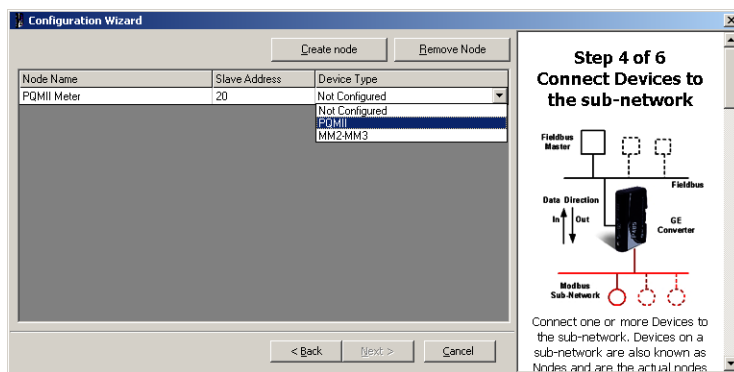 Configuration Wizard
Create node
Remove Node
Node Name
Slave Address
Device Type
PQMII Meter
20
Not Configured
Not Configured
PQMII
MM2-MM3
< Back
Next >
Cancel
Step 4 of 6
Connect Devices to
the sub-network
Fieldbus
Master
Fieldbus
Data Direction
In
Out
GE
Converter
Modbus
Sub-Network
Connect one or more Devices to
the sub-network. Devices on a
sub-network are also known as
Nodes and are the actual nodes